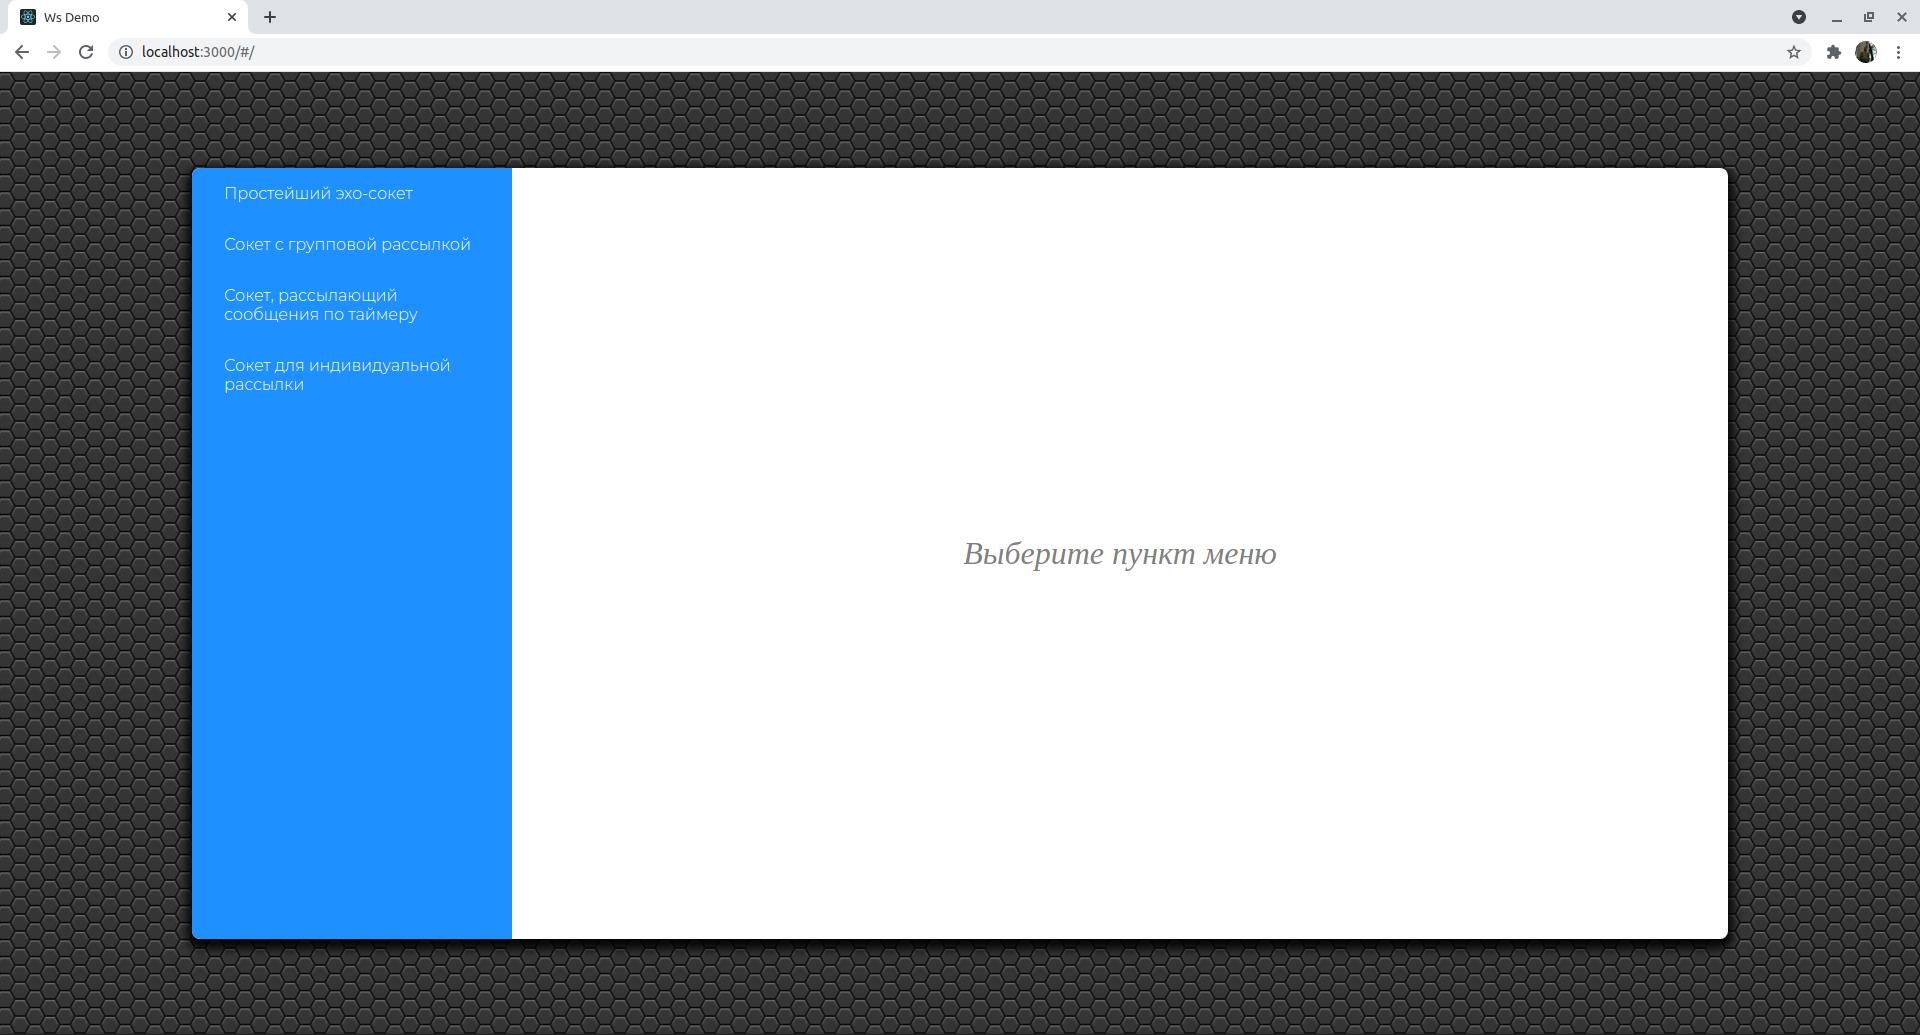 Ws Demo
localhost:3000/#/
Простейший эхо-сокет
Сокет с групповой рассылкой
Сокет, рассылающий
сообщения по таймеру
Сокет для индивидуальной
рассылки
Выберите пункт меню